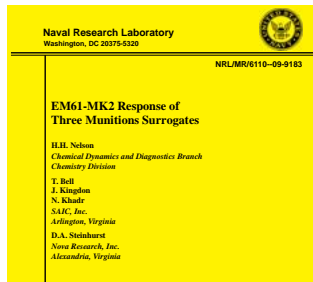 Naval Research Laboratory
Washington, DC 20375-5320
NRL/MR/6110--09-9183
EM61-MK2 Response of
Three Munitions Surrogates
H.H. Nelson
Chemical Dynamics and Diagnostics Branch
Chemistry Division
T. Bell
J. Kingdon
N. Khadr
SAIC, Inc.
Arlington, Virginia
D.A. Steinhurst
Nova Research, Inc.
Alexandria, Virginia